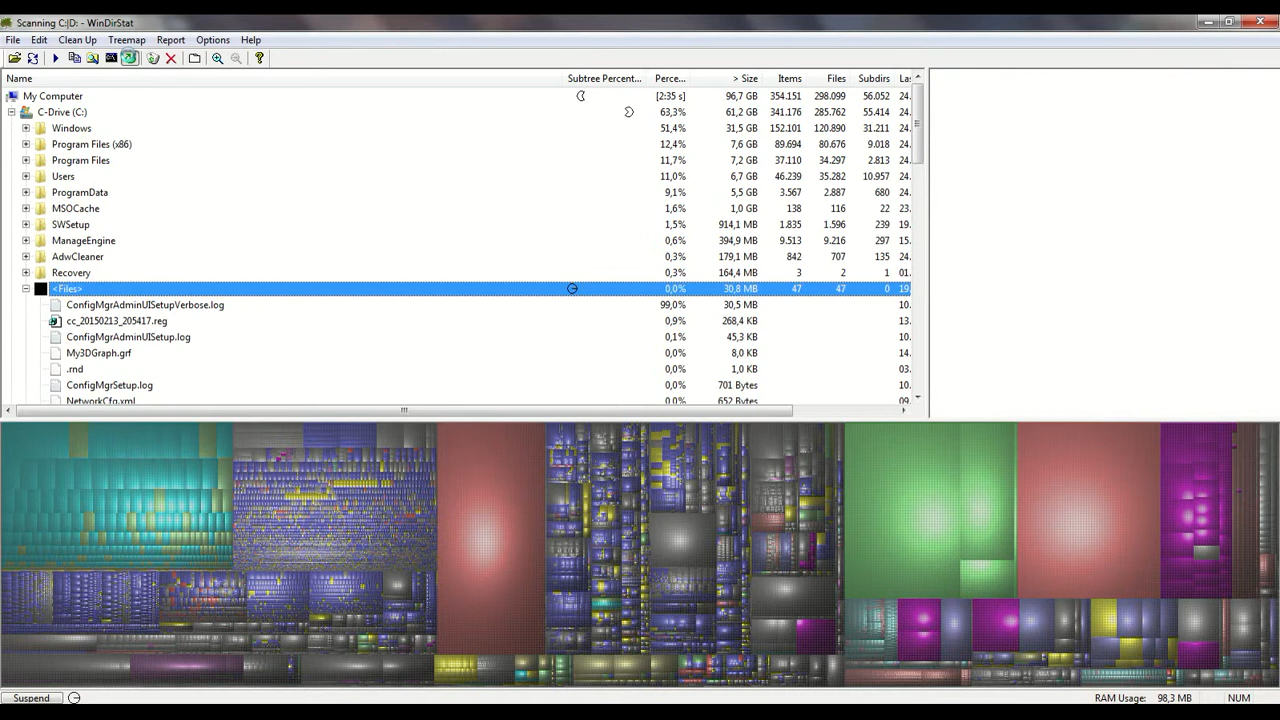 Scanning C:|D: - WinDirStat
File Edit Clean Up Treemap Report Options Help
Name Subtree Percent... Perce... > Size Items Files Subdirs Las
My Computer [2:35 s] 96,7 GB 354.151 298.099 56.052 24.
C-Drive (C:) 63,3% 61,2 GB 341.176 285.762 55.414 24.
Windows 51,4% 31,5 GB 152.101 120.890 31.211 24.
Program Files (x86) 12,4% 7,6 GB 89.694 80.676 9.018 24.
Program Files 11,7% 7,2 GB 37.110 34.297 2.813 24.
Users 11,0% 6,7 GB 46.239 35.282 10.957 24.
ProgramData 9,1% 5,5 GB 3.567 2.887 680 24.
MSOCache 1,6% 1,0 GB 138 116 22 23.
SWSetup 1,5% 914,1 MB 1.835 1.596 239 19.
ManageEngine 0,6% 394,9 MB 9.513 9.216 297 15.
AdwCleaner 0,3% 179,1 MB 842 707 135 24.
Recovery 0,3% 164,4 MB 3 2 1 01.
<Files> 0,0% 30,8 MB 47 47 0 19.
ConfigMgrAdminUISetupVerbose.log 99,0% 30,5 MB 10.
cc_20150213_205417.reg 0,9% 268,4 KB 13.
ConfigMgrAdminUISetup.log 0,1% 45,3 KB 10.
My3DGraph.grf 0,0% 8,0 KB 14.
.rnd 0,0% 1,0 KB 03.
ConfigMgrSetup.log 0,0% 701 Bytes 10.
NetworkCfg.xml 0,0% 652 Bytes 09.
Suspend RAM Usage: 98,3 MB NUM